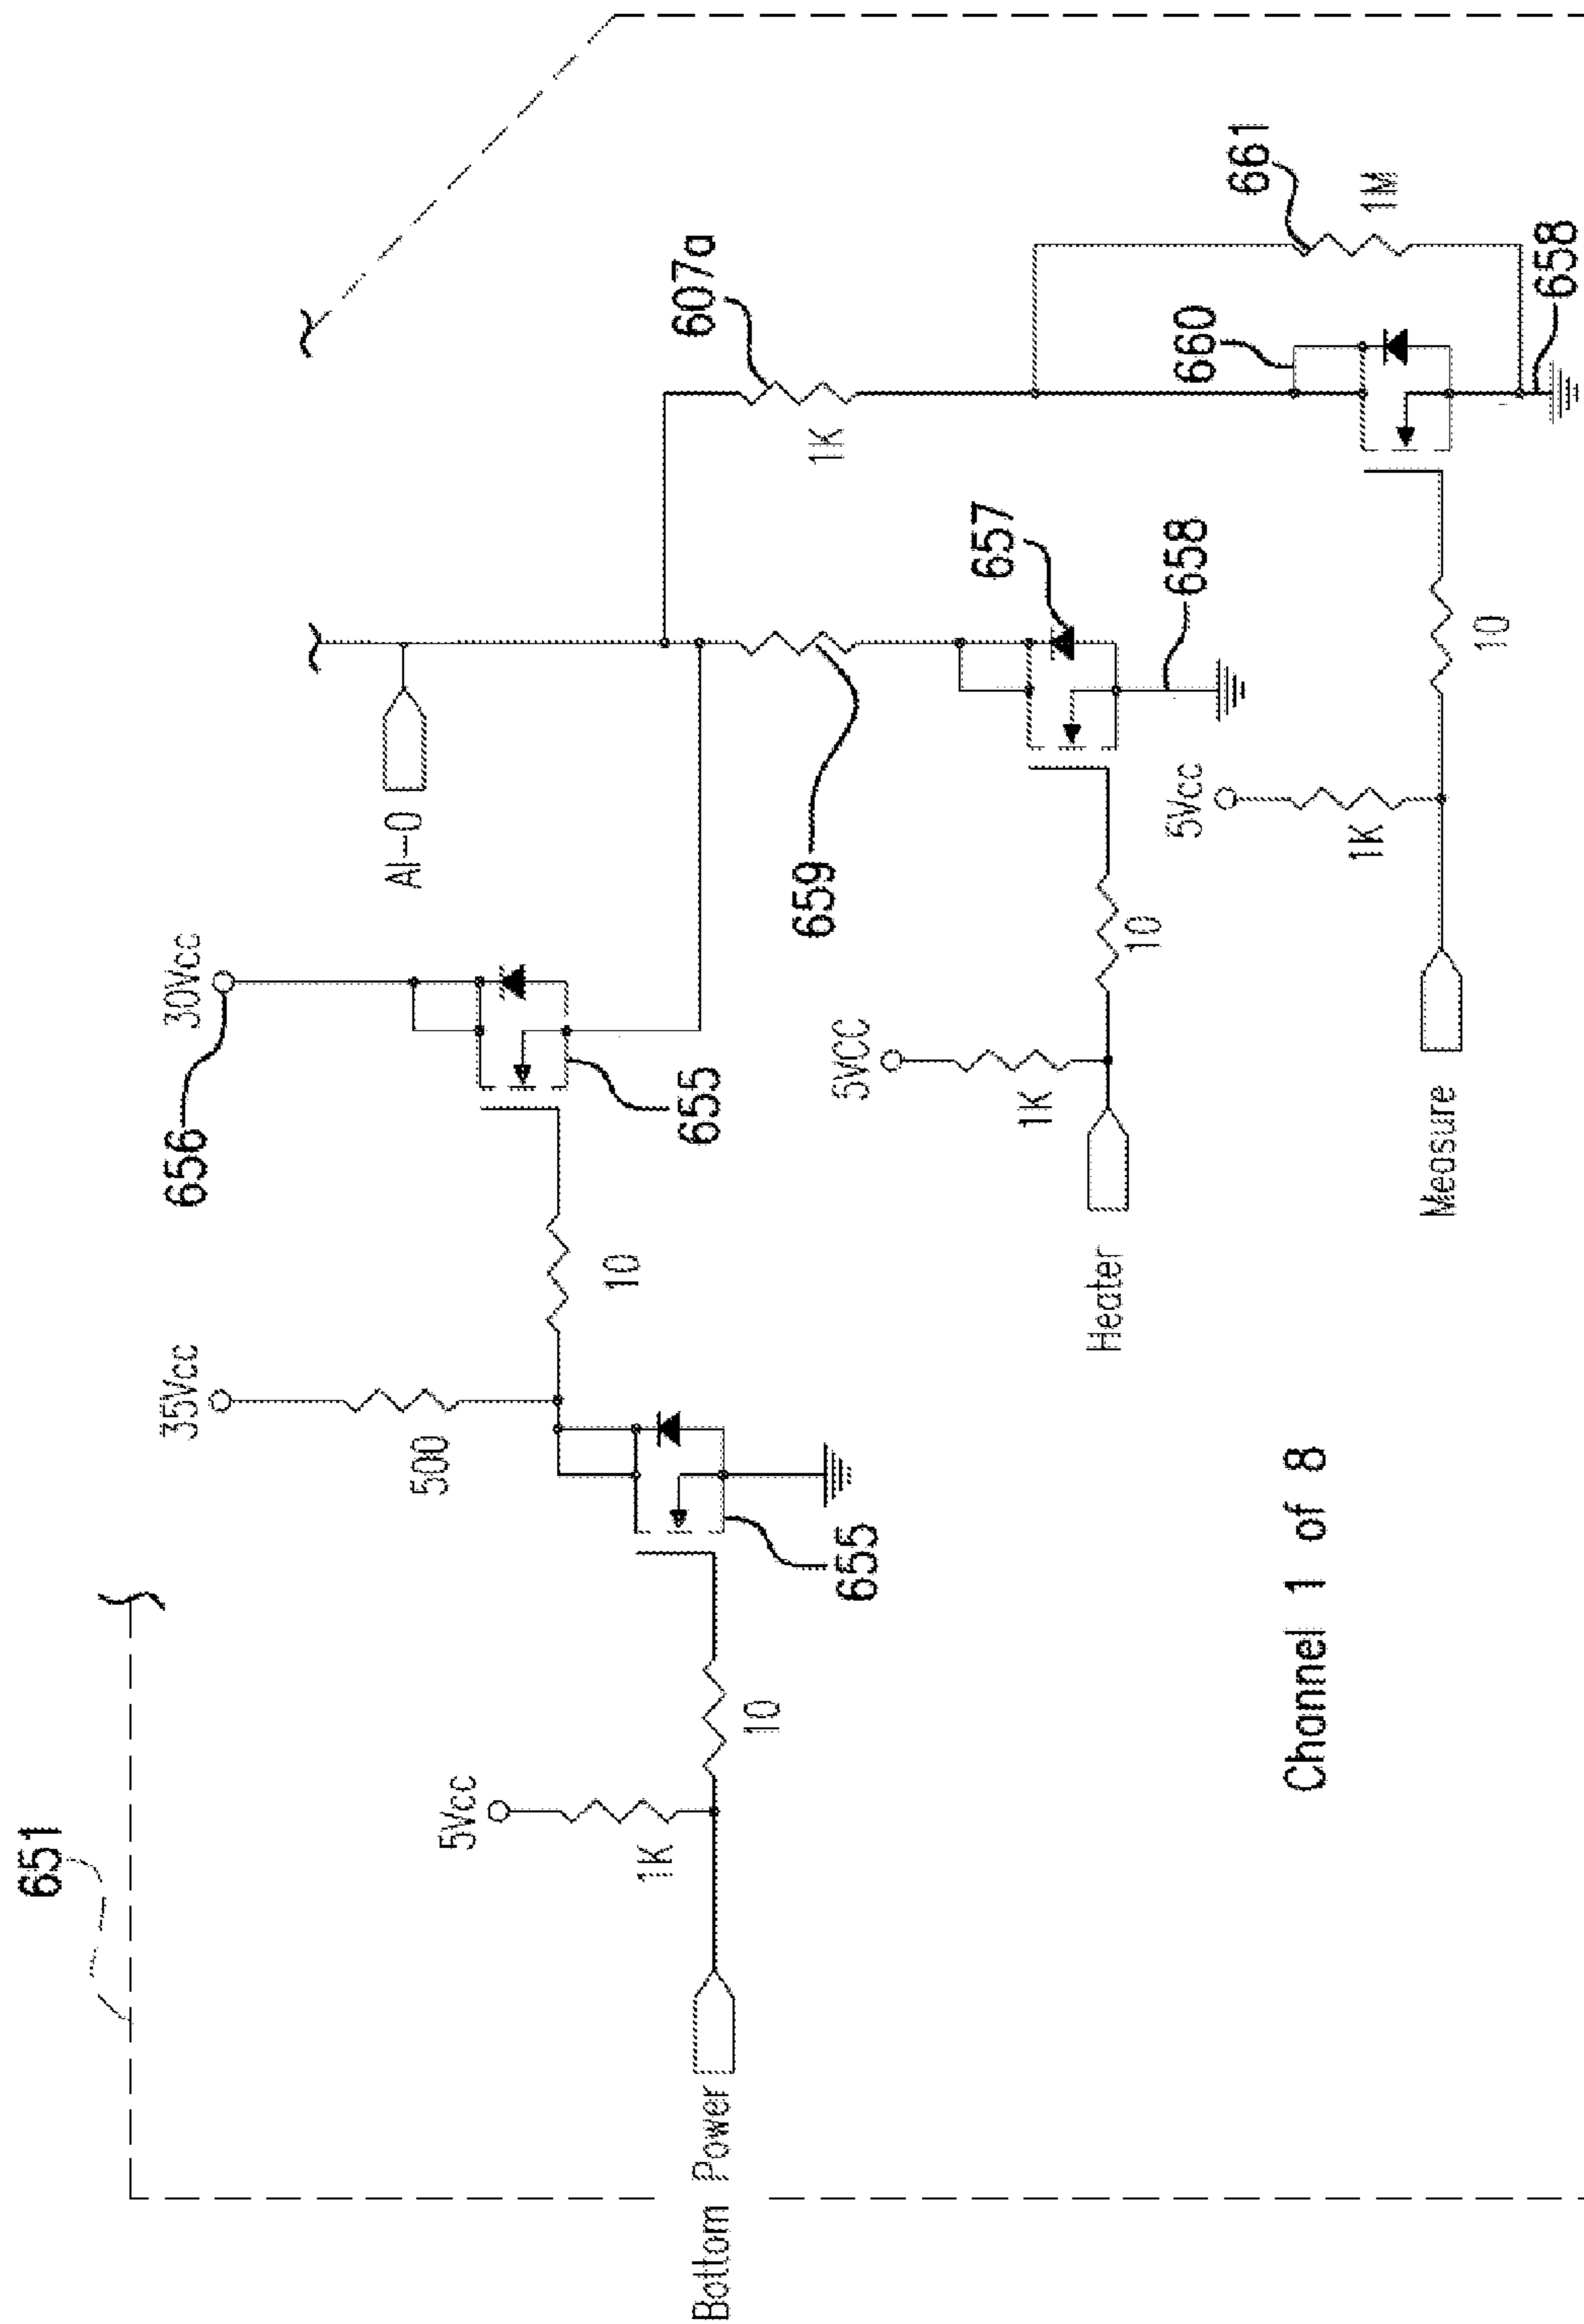 651
35Vcc
656
30Vcc
AI-0
500
5Vcc
10
1K
655
607a
Bottom Power
10
659
1K
655
5VCC
657
1K
Heater
10
5Vcc
658
660
661
Channel 1 of 8
1K
1M
Measure
10
658